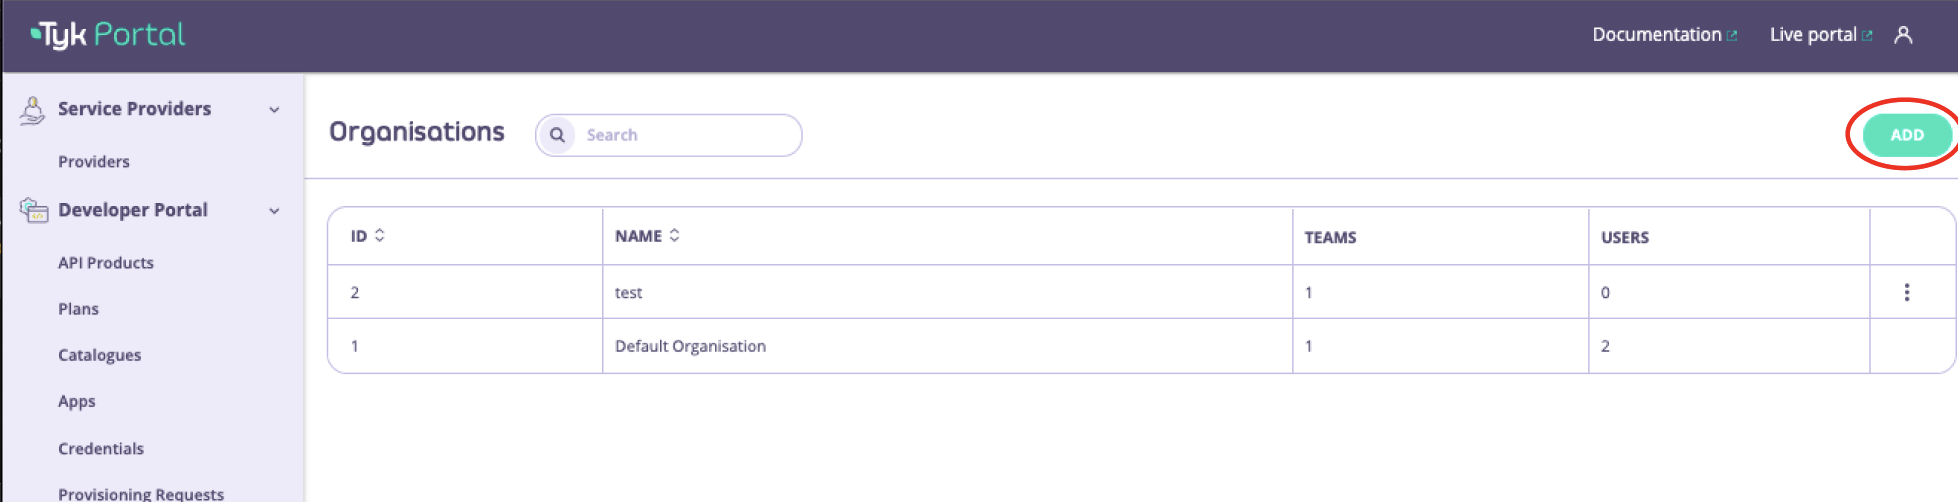 Tyk Portal
Documentation
Live portal
Service Providers
Providers
Developer Portal
API Products
Plans
Catalogues
Apps
Credentials
Provisioning Requests
Organisations
Search
ADD
ID NAME TEAMS USERS
2 test 1 0
1 Default Organisation 1 2